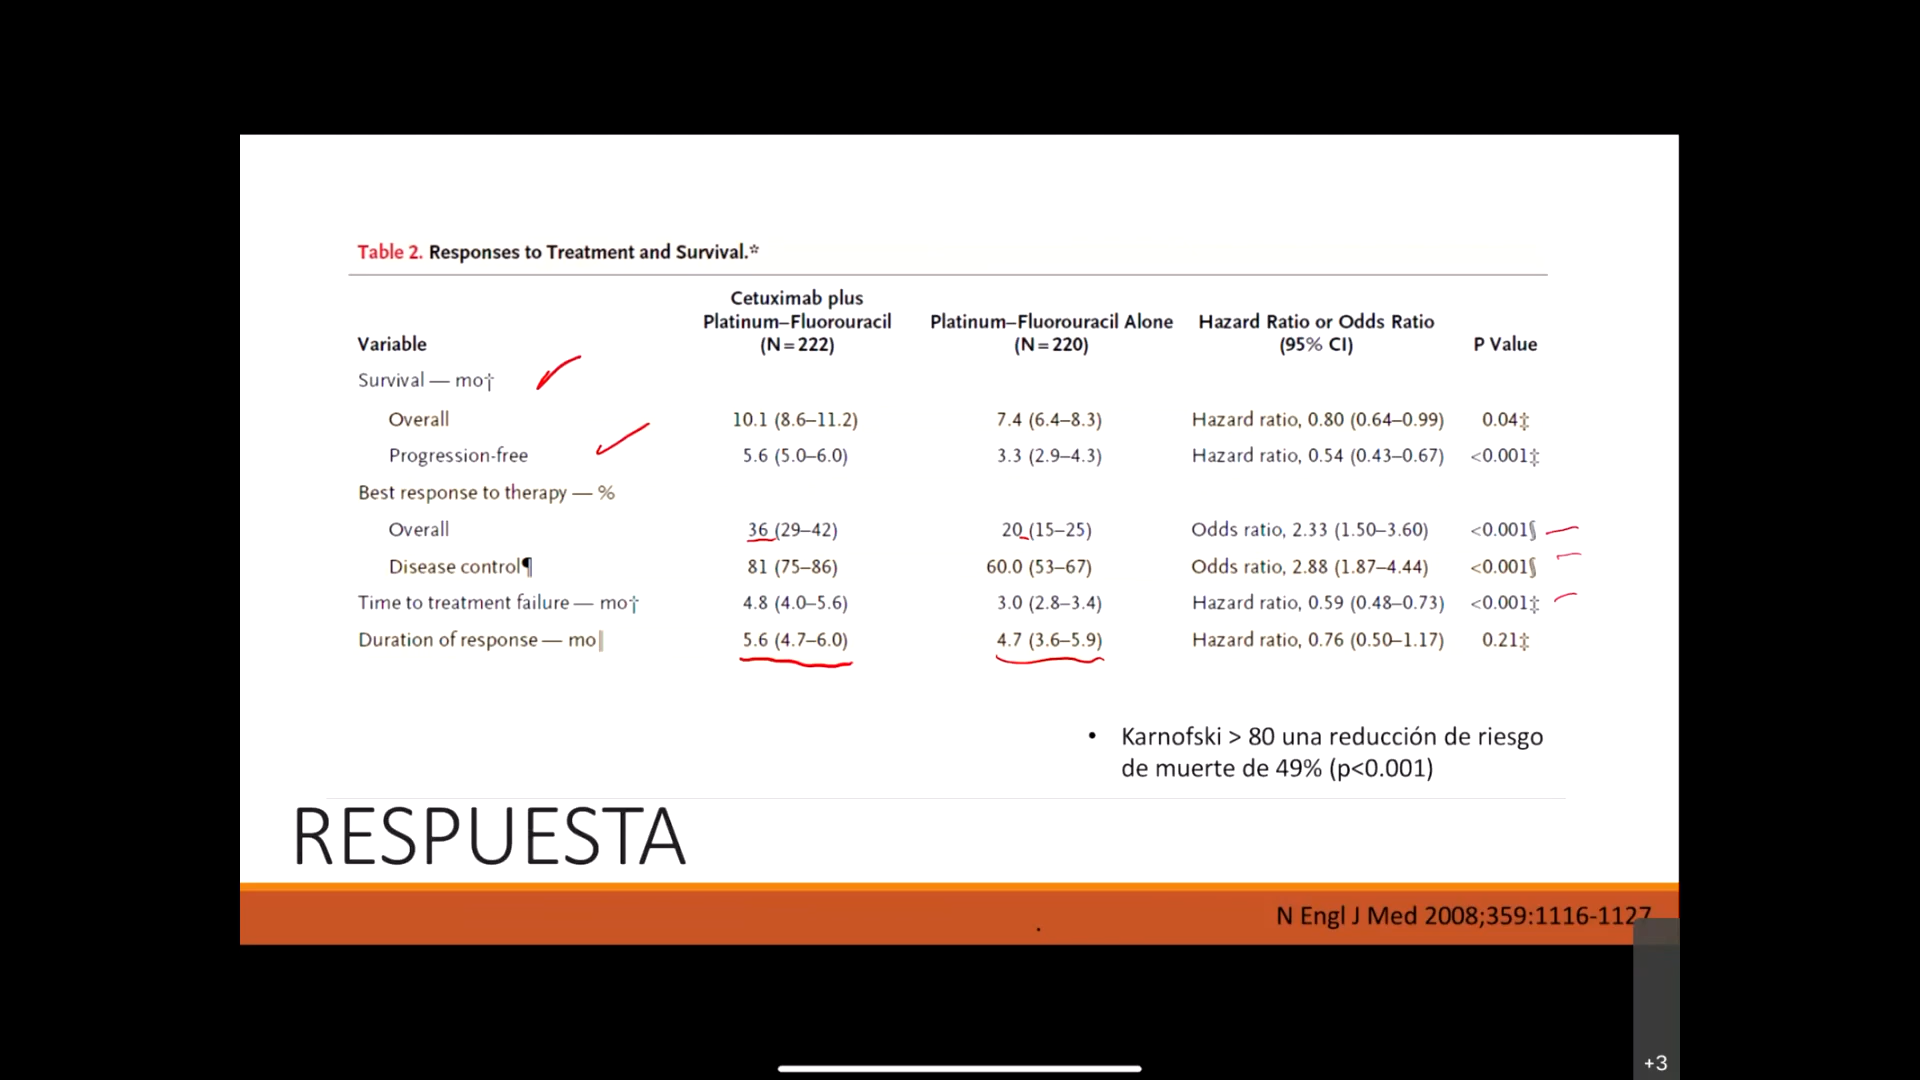 Table 2. Responses to Treatment and Survival.*
Variable Cetuximab plus Platinum–Fluorouracil (N=222) Platinum–Fluorouracil Alone (N=220) Hazard Ratio or Odds Ratio (95% CI) P Value
Survival — mo†
Overall 10.1 (8.6–11.2) 7.4 (6.4–8.3) Hazard ratio, 0.80 (0.64–0.99) 0.04‡
Progression-free 5.6 (5.0–6.0) 3.3 (2.9–4.3) Hazard ratio, 0.54 (0.43–0.67) <0.001‡
Best response to therapy — %
Overall 36 (29–42) 20 (15–25) Odds ratio, 2.33 (1.50–3.60) <0.001§
Disease control¶ 81 (75–86) 60.0 (53–67) Odds ratio, 2.88 (1.87–4.44) <0.001§
Time to treatment failure — mo† 4.8 (4.0–5.6) 3.0 (2.8–3.4) Hazard ratio, 0.59 (0.48–0.73) <0.001‡
Duration of response — mo‖ 5.6 (4.7–6.0) 4.7 (3.6–5.9) Hazard ratio, 0.76 (0.50–1.17) 0.21‡
• Karnofski > 80 una reducción de riesgo
de muerte de 49% (p<0.001)
RESPUESTA
N Engl J Med 2008;359:1116-1127
.
+3